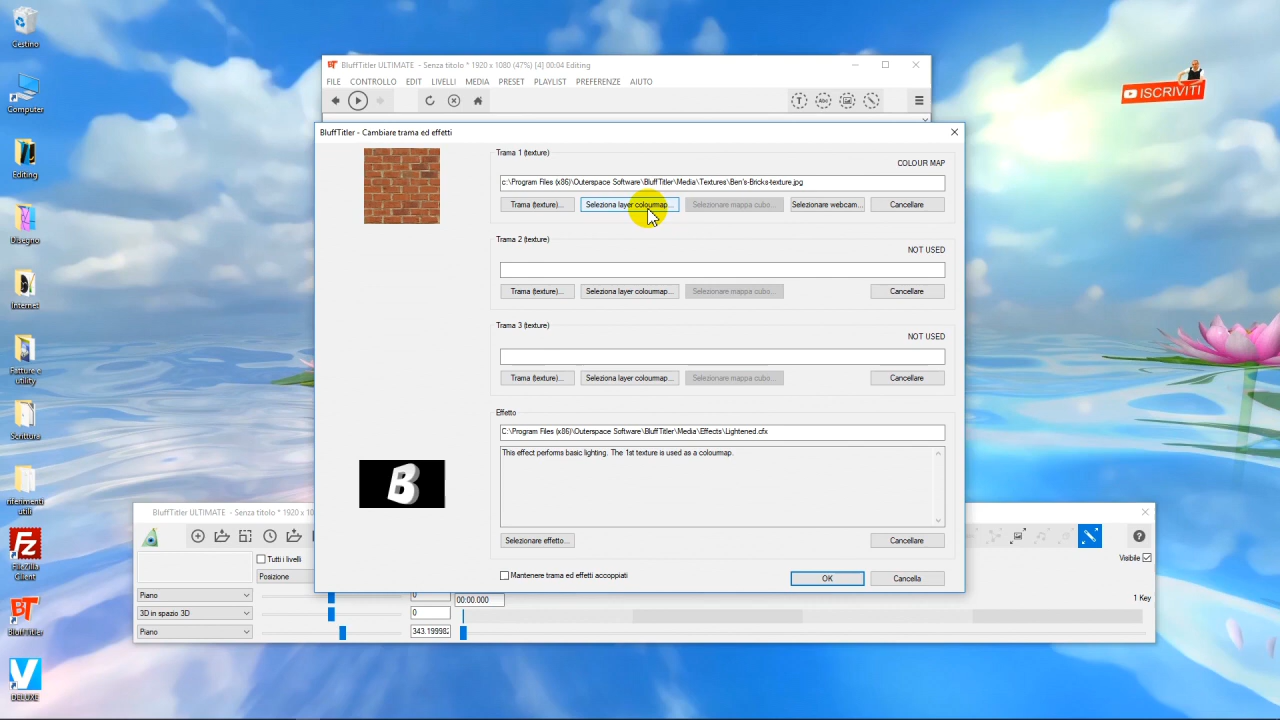 Cestino
Computer
Editing
Disegno
Internet
Fatture e
utility
Scrittura
riferimenti
utili
FileZilla
Client
BluffTitler
DELUXE
ISCRIVITI
BluffTitler ULTIMATE - Senza titolo * 1920 x 1080 (47%) [4] 00:04 Editing
FILE CONTROLLO EDIT LIVELLI MEDIA PRESET PLAYLIST PREFERENZE AIUTO
BluffTitler - Cambiare trama ed effetti
Trama 1 (texture)
COLOUR MAP
c:\Program Files (x86)\Outerspace Software\BluffTitler\Media\Textures\Ben's-Bricks-texture.jpg
Trama (texture)... Seleziona layer colourmap... Selezionare mappa cubo... Selezionare webcam... Cancellare
Trama 2 (texture)
NOT USED
Trama (texture)... Seleziona layer colourmap... Selezionare mappa cubo... Cancellare
Trama 3 (texture)
NOT USED
Trama (texture)... Seleziona layer colourmap... Selezionare mappa cubo... Cancellare
Effetto
C:\Program Files (x86)\Outerspace Software\BluffTitler\Media\Effects\Lightened.cfx
This effect performs basic lighting. The 1st texture is used as a colourmap.
B
Selezionare effetto... Cancellare
Mantenere trama ed effetti accoppiati
OK Cancella
BluffTitler ULTIMATE - Senza titolo * 1920 x 10
Tutti i livelli
Visibile
Posizione
Piano 0 00:00.000 1 Key
3D in spazio 3D 0
Piano 343.199982